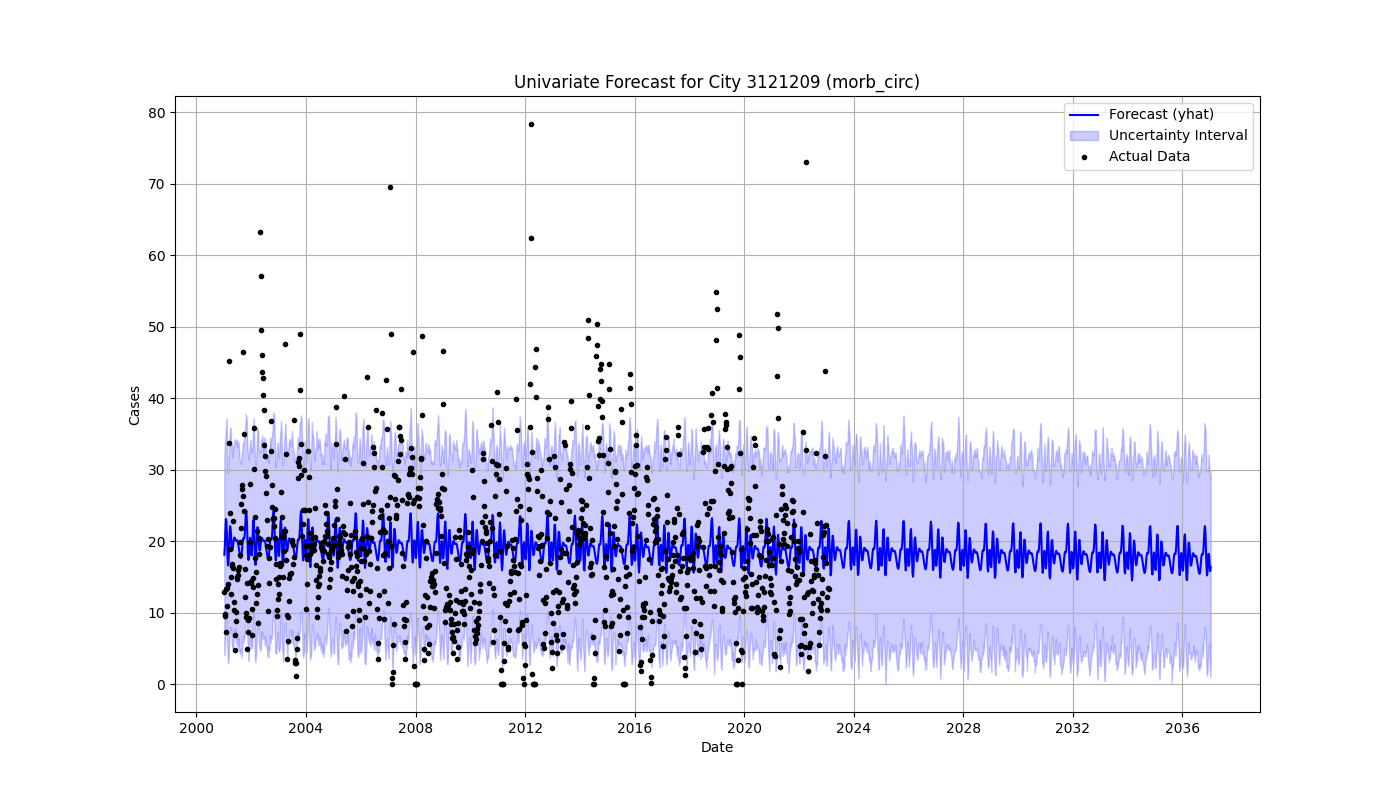 Univariate Forecast for City 3121209 (morb_circ)
Forecast (yhat)
Uncertainty Interval
Actual Data
Cases
80
70
60
50
40
30
20
10
0
2000 2004 2008 2012 2016 2020 2024 2028 2032 2036
Date